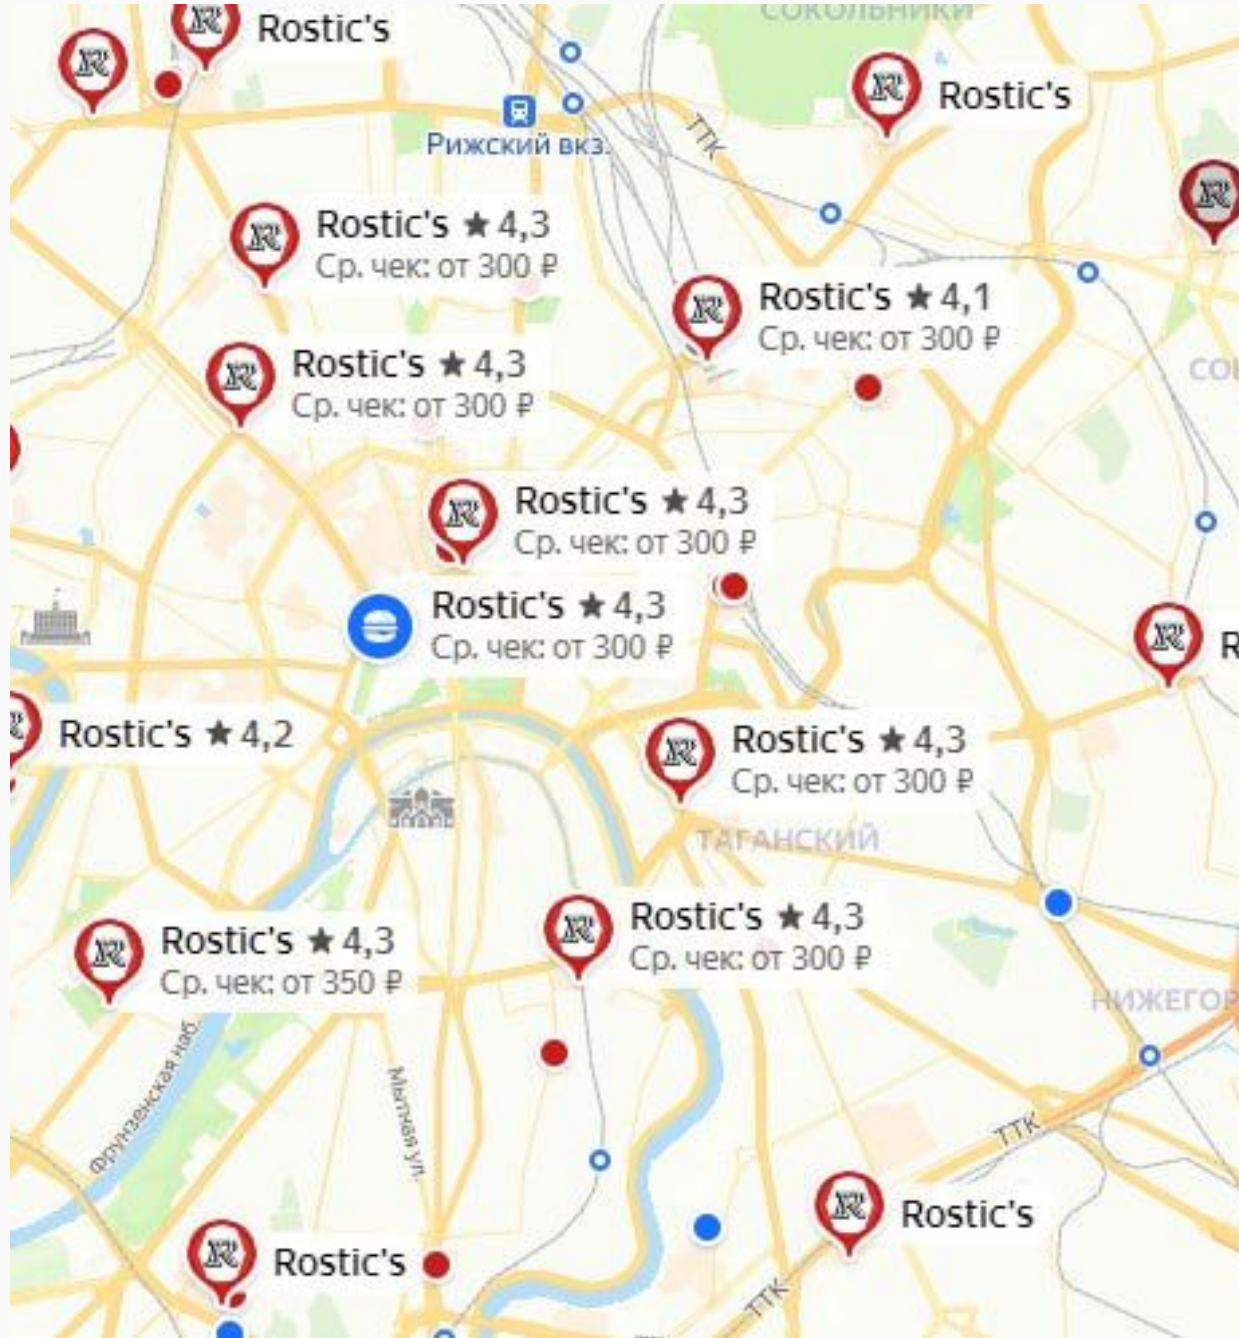 СОКОЛЬНИКИ
Rostic's
Rostic's
ТТК
Рижский вкз.
Rostic's ★ 4,3
Ср. чек: от 300 ₽
Rostic's ★ 4,1
Ср. чек: от 300 ₽
Rostic's ★ 4,3
Ср. чек: от 300 ₽
Rostic's ★ 4,3
Ср. чек: от 300 ₽
Rostic's ★ 4,3
Ср. чек: от 300 ₽
Rostic's ★ 4,2
Rostic's ★ 4,3
Ср. чек: от 300 ₽
ТАГАНСКИЙ
Rostic's ★ 4,3
Ср. чек: от 300 ₽
Rostic's ★ 4,3
Ср. чек: от 350 ₽
НИЖЕГОР
Фрунзенская наб.
Мытная ул.
ТТК
Rostic's
Rostic's
ТТК